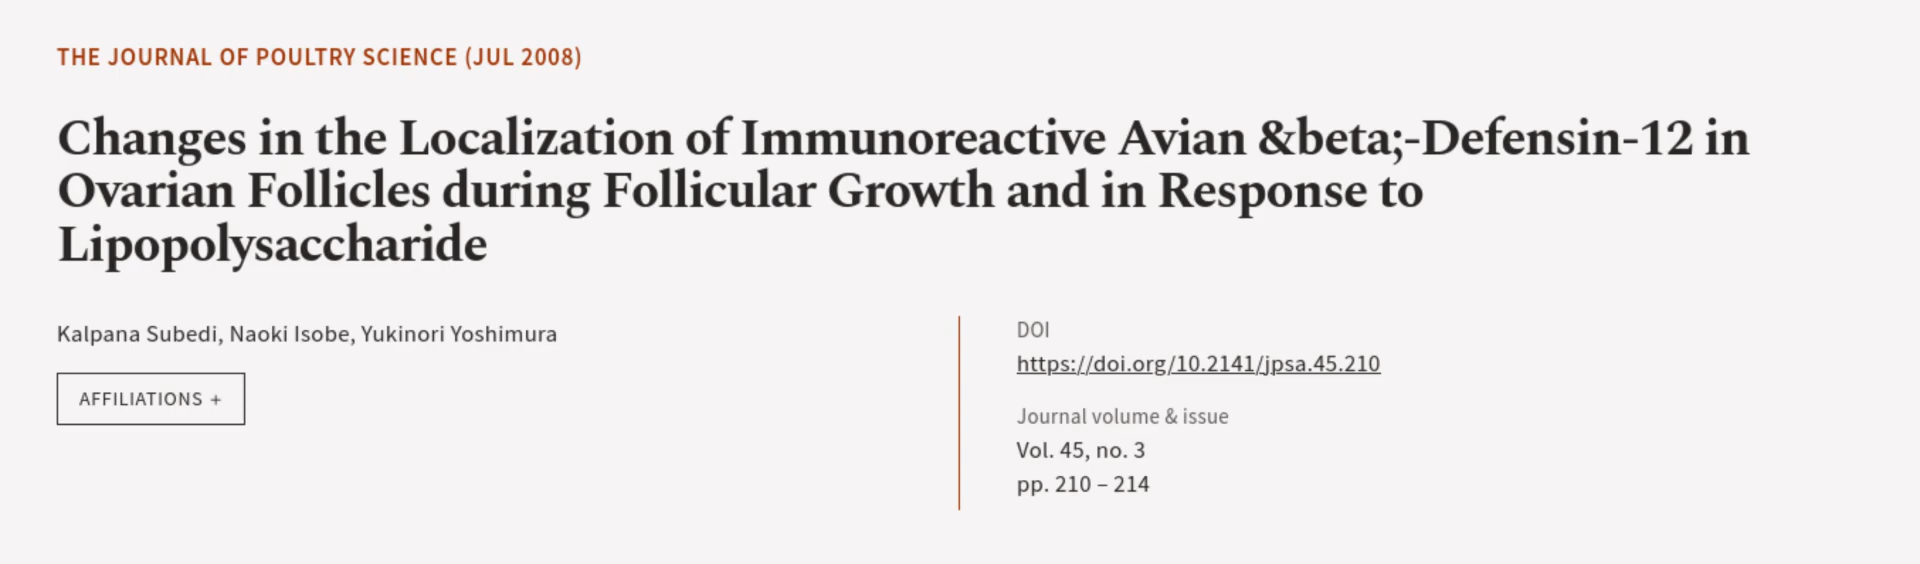 THE JOURNAL OF POULTRY SCIENCE (JUL 2008)
Changes in the Localization of Immunoreactive Avian &beta;-Defensin-12 in
Ovarian Follicles during Follicular Growth and in Response to
Lipopolysaccharide
Kalpana Subedi, Naoki Isobe, Yukinori Yoshimura
AFFILIATIONS +
DOI
https://doi.org/10.2141/jpsa.45.210
Journal volume & issue
Vol. 45, no. 3
pp. 210 – 214